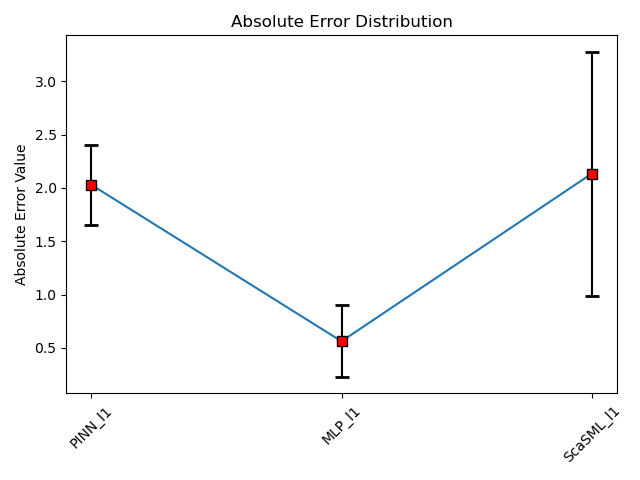 Absolute Error Distribution
Absolute Error Value
3.0
2.5
2.0
1.5
1.0
0.5
PINN_l1
MLP_l1
ScaSML_l1